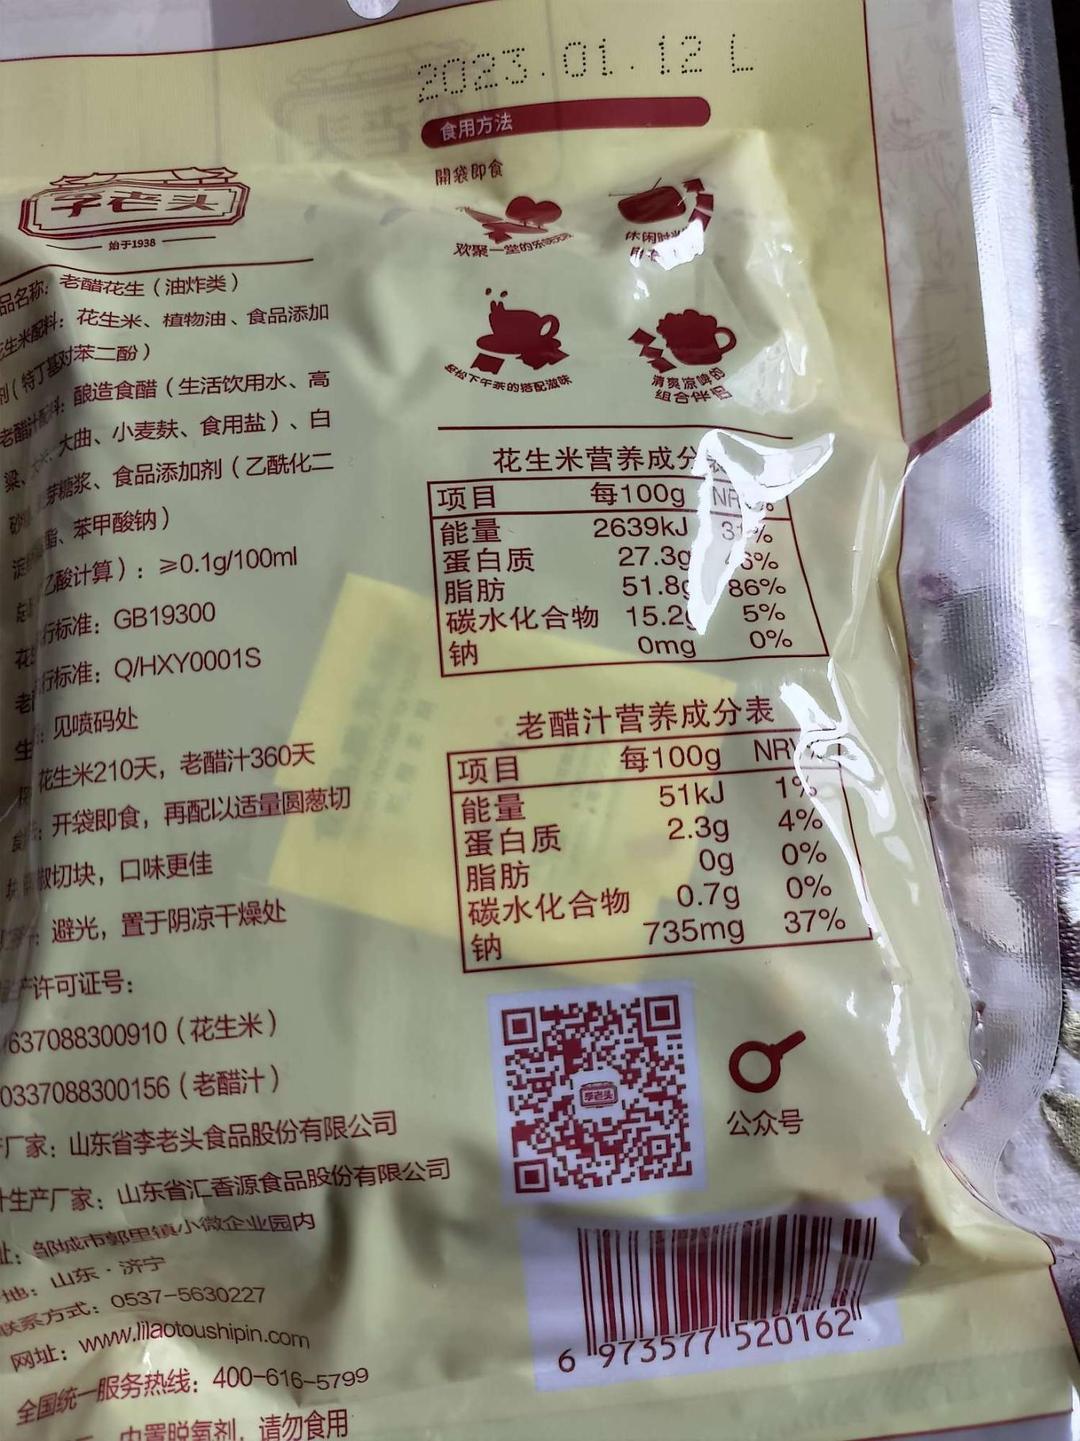 2023.01.12 L
食用方法
開袋即食
欢聚一堂的
休闲时
轻松下午茶的搭配滋味
清爽凉啤的
组合伴侣
李老头
始于1938
品名称：老醋花生（油炸类）
生米配料：花生米、植物油、食品添加
剂（特丁基对苯二酚）
老醋汁配料：酿造食醋（生活饮用水、高
粱、大米、大曲、小麦麸、食用盐）、白
芽糖浆、食品添加剂（乙酰化二
苯甲酸钠）
乙酸计算）：≥0.1g/100ml
行标准：GB19300
行标准：Q/HXY0001S
见喷码处
花生米210天，老醋汁360天
开袋即食，再配以适量圆葱切
椒切块，口味更佳
避光，置于阴凉干燥处
产许可证号：
637088300910（花生米）
0337088300156（老醋汁）
厂家：山东省李老头食品股份有限公司
汁生产厂家：山东省汇香源食品股份有限公司
址：邹城市郭里镇小微企业园内
地：山东·济宁
联系方式：0537-5630227
网址：www.lilaotoushipin.com
全国统一服务热线：400-616-5799
内置脱氧剂，请勿食用
花生米营养成分表
项目 每100g NRV%
能量 2639kJ 31%
蛋白质 27.3g
脂肪 51.8g 86%
碳水化合物 15.2g 5%
钠 0mg 0%
老醋汁营养成分表
项目 每100g NRV%
能量 51kJ 1%
蛋白质 2.3g 4%
脂肪 0g 0%
碳水化合物 0.7g 0%
钠 735mg 37%
李老头
公众号
6 973577 520162